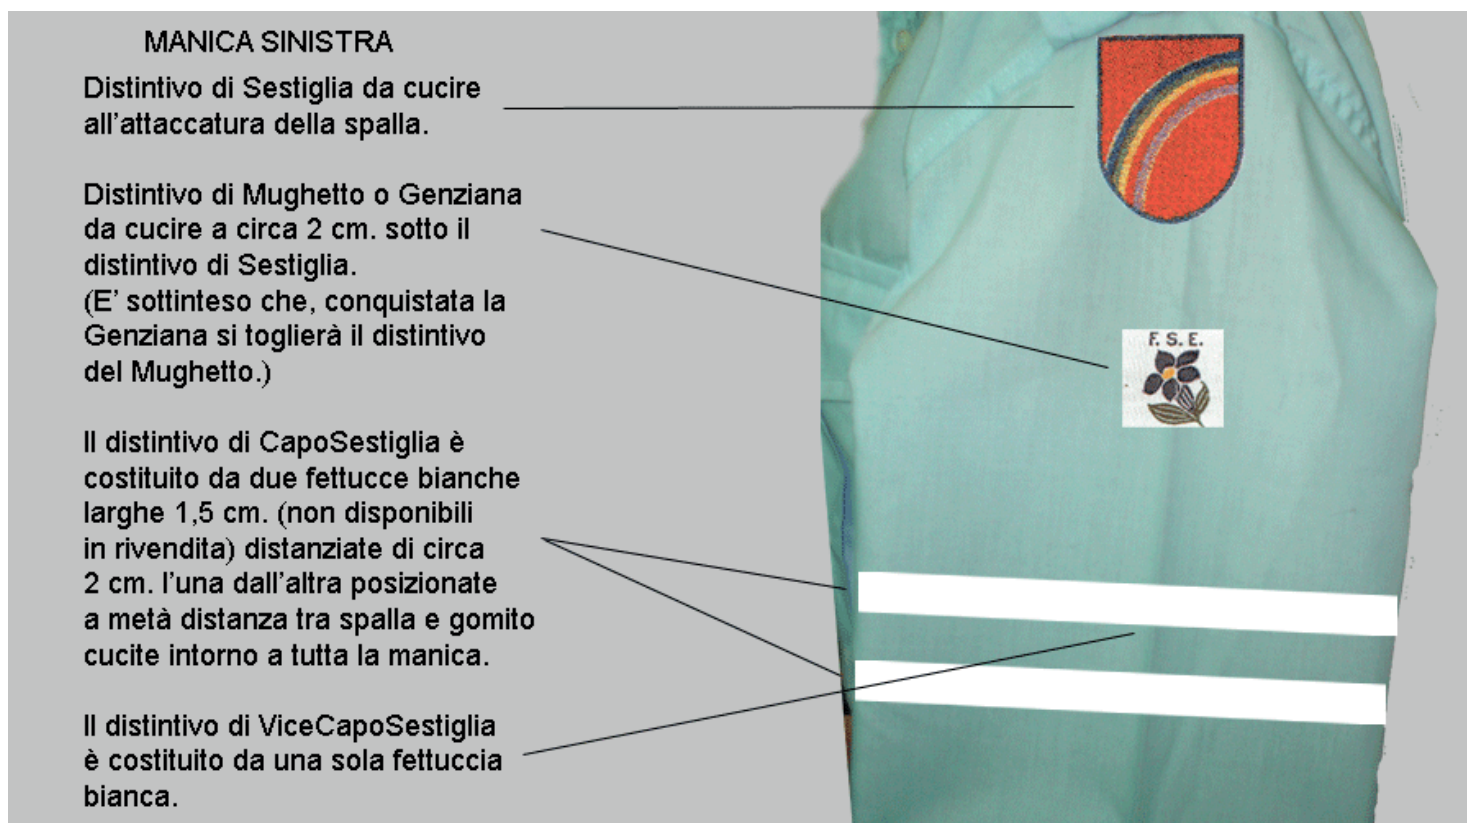 MANICA SINISTRA
Distintivo di Sestiglia da cucire
all'attaccatura della spalla.
Distintivo di Mughetto o Genziana
da cucire a circa 2 cm. sotto il
distintivo di Sestiglia.
(E' sottinteso che, conquistata la
Genziana si toglierà il distintivo
del Mughetto.)
Il distintivo di CapoSestiglia è
costituito da due fettucce bianche
larghe 1,5 cm. (non disponibili
in rivendita) distanziate di circa
2 cm. l'una dall'altra posizionate
a metà distanza tra spalla e gomito
cucite intorno a tutta la manica.
Il distintivo di ViceCapoSestiglia
è costituito da una sola fettuccia
bianca.
F. S. E.